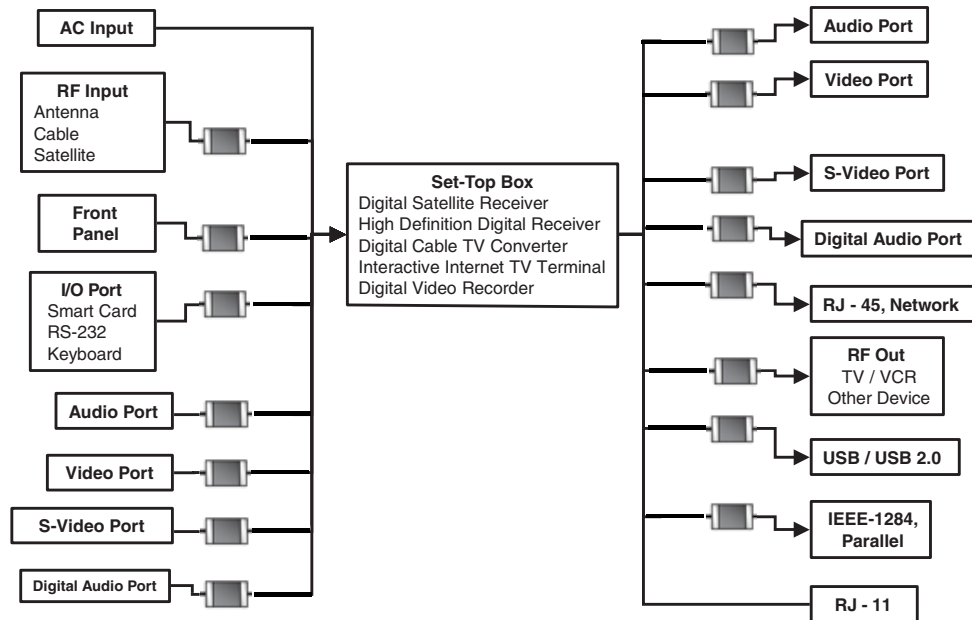 AC Input
RF Input
Antenna
Cable
Satellite
Front
Panel
I/O Port
Smart Card
RS-232
Keyboard
Audio Port
Video Port
S-Video Port
Digital Audio Port
Set-Top Box
Digital Satellite Receiver
High Definition Digital Receiver
Digital Cable TV Converter
Interactive Internet TV Terminal
Digital Video Recorder
Audio Port
Video Port
S-Video Port
Digital Audio Port
RJ - 45, Network
RF Out
TV / VCR
Other Device
USB / USB 2.0
IEEE-1284,
Parallel
RJ - 11